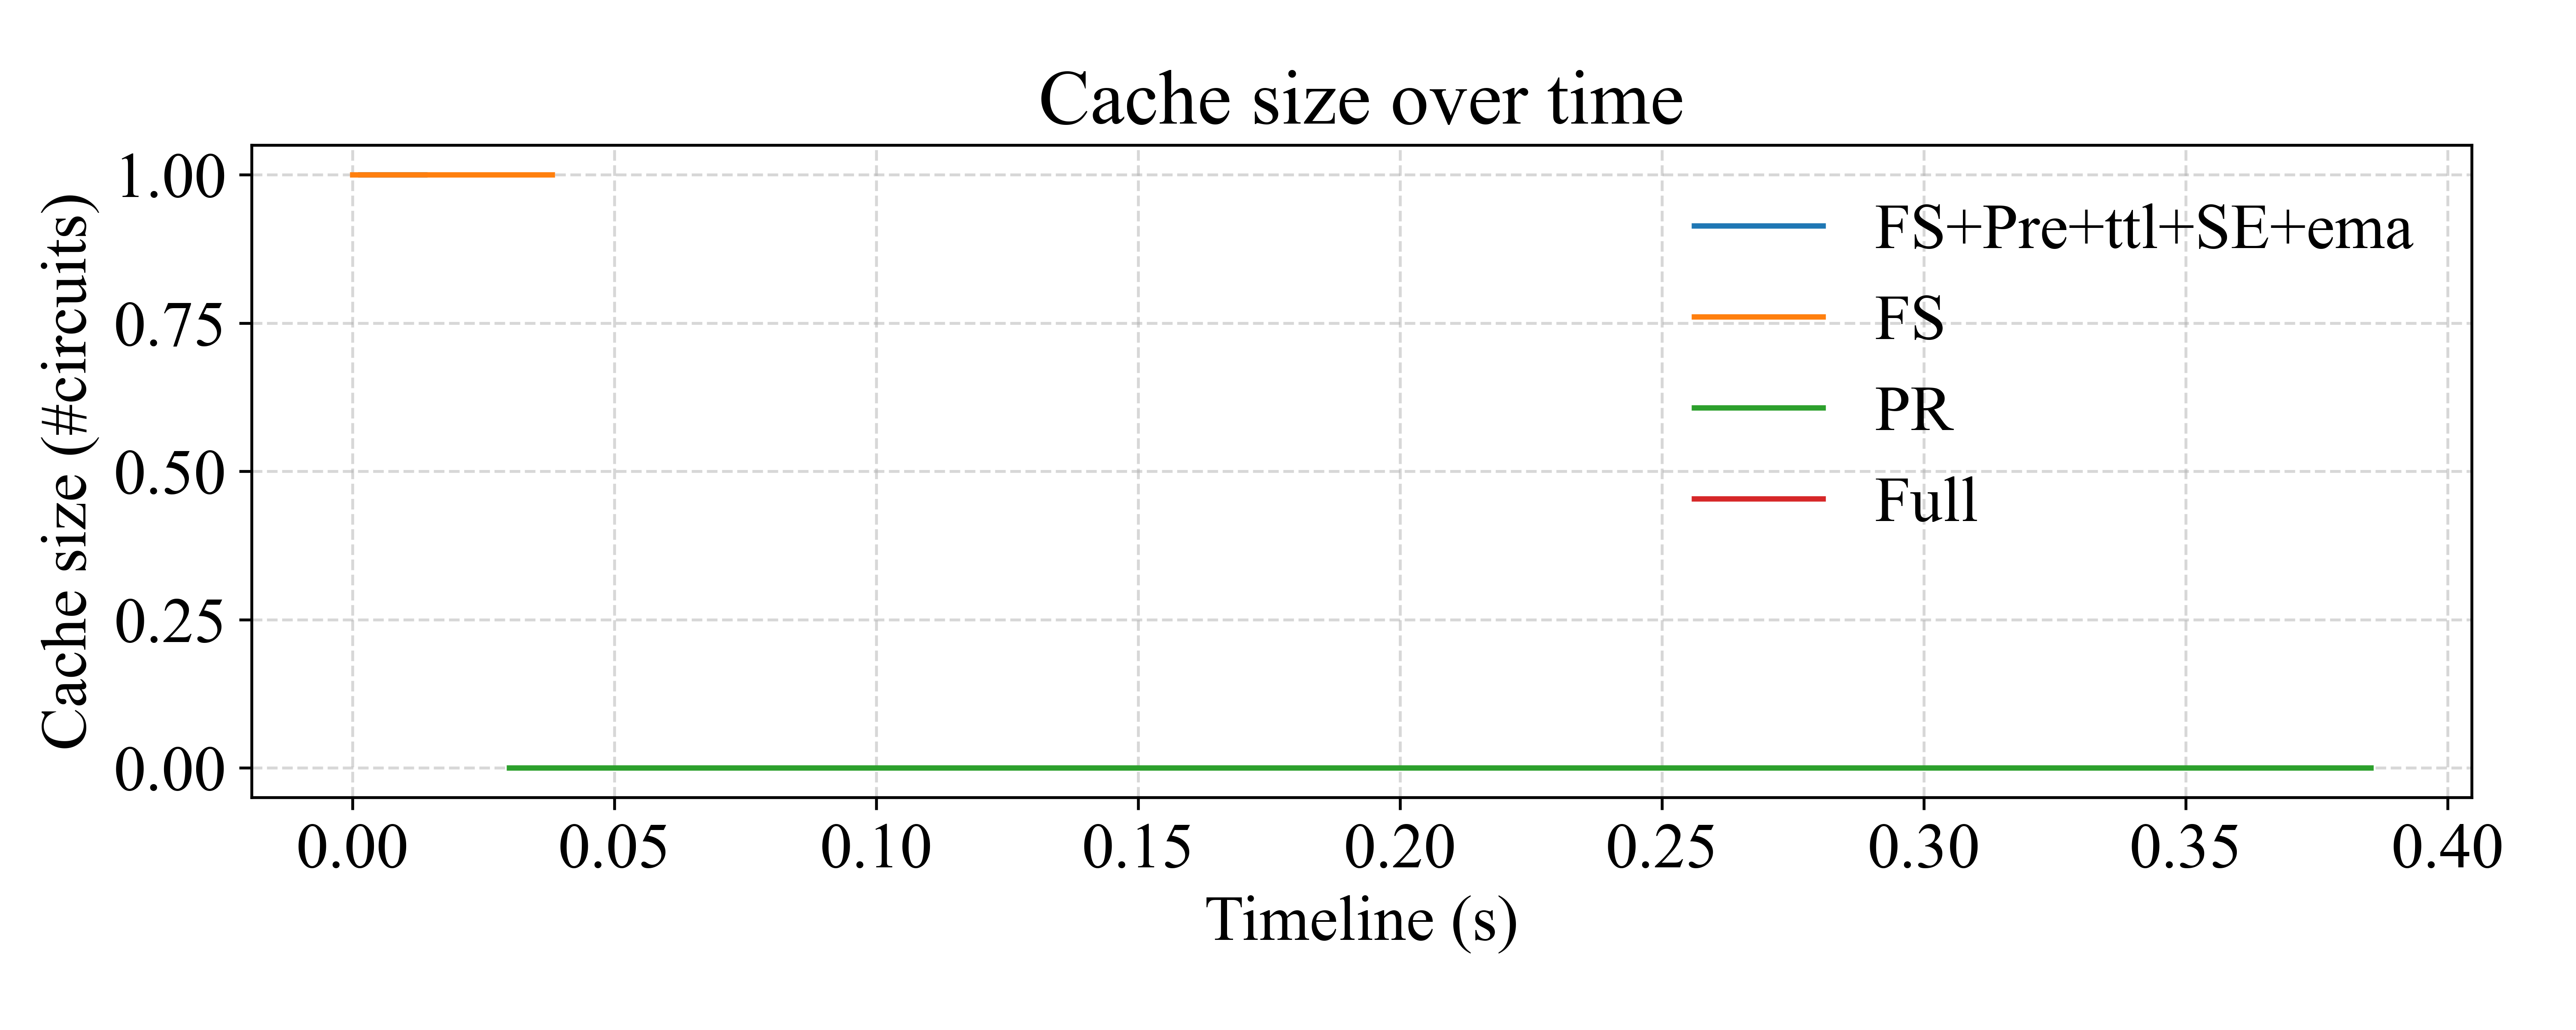 Cache size over time
Cache size (#circuits)
1.00
0.75
0.50
0.25
0.00
FS+Pre+ttl+SE+ema
FS
PR
Full
0.00 0.05 0.10 0.15 0.20 0.25 0.30 0.35 0.40
Timeline (s)